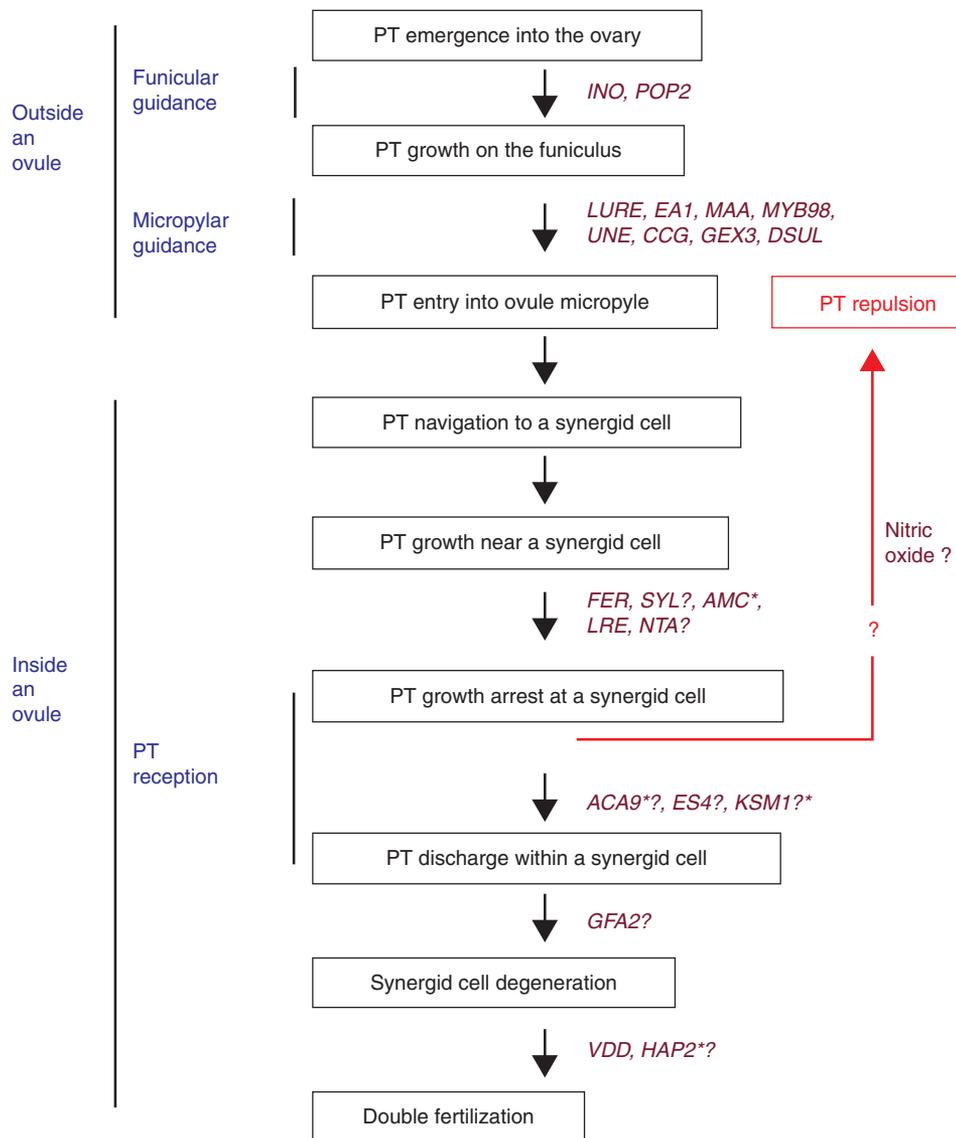 PT emergence into the ovary
Funicular
guidance
INO, POP2
Outside
an
ovule
PT growth on the funiculus
Micropylar
guidance
LURE, EA1, MAA, MYB98,
UNE, CCG, GEX3, DSUL
PT entry into ovule micropyle
PT repulsion
PT navigation to a synergid cell
PT growth near a synergid cell
Nitric
oxide ?
FER, SYL?, AMC*,
LRE, NTA?
?
Inside
an
ovule
PT growth arrest at a synergid cell
PT
reception
ACA9*?, ES4?, KSM1?*
PT discharge within a synergid cell
GFA2?
Synergid cell degeneration
VDD, HAP2*?
Double fertilization